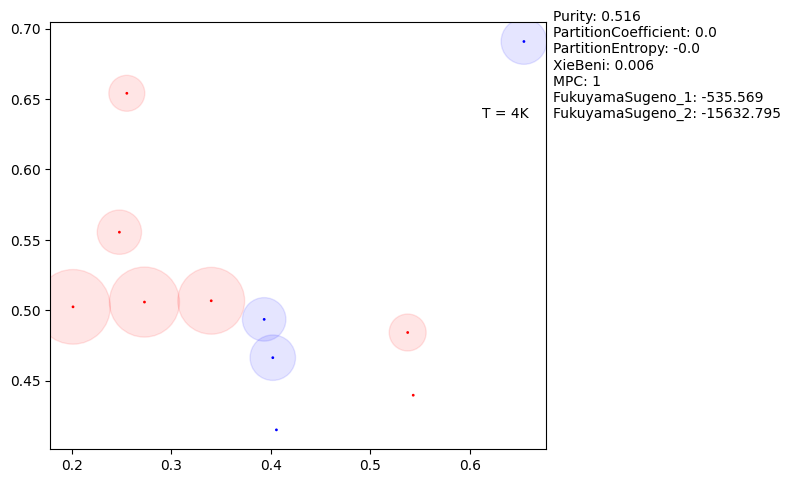 Purity: 0.516
PartitionCoefficient: 0.0
PartitionEntropy: -0.0
XieBeni: 0.006
MPC: 1
FukuyamaSugeno_1: -535.569
FukuyamaSugeno_2: -15632.795
T = 4K
0.70
0.65
0.60
0.55
0.50
0.45
0.2 0.3 0.4 0.5 0.6